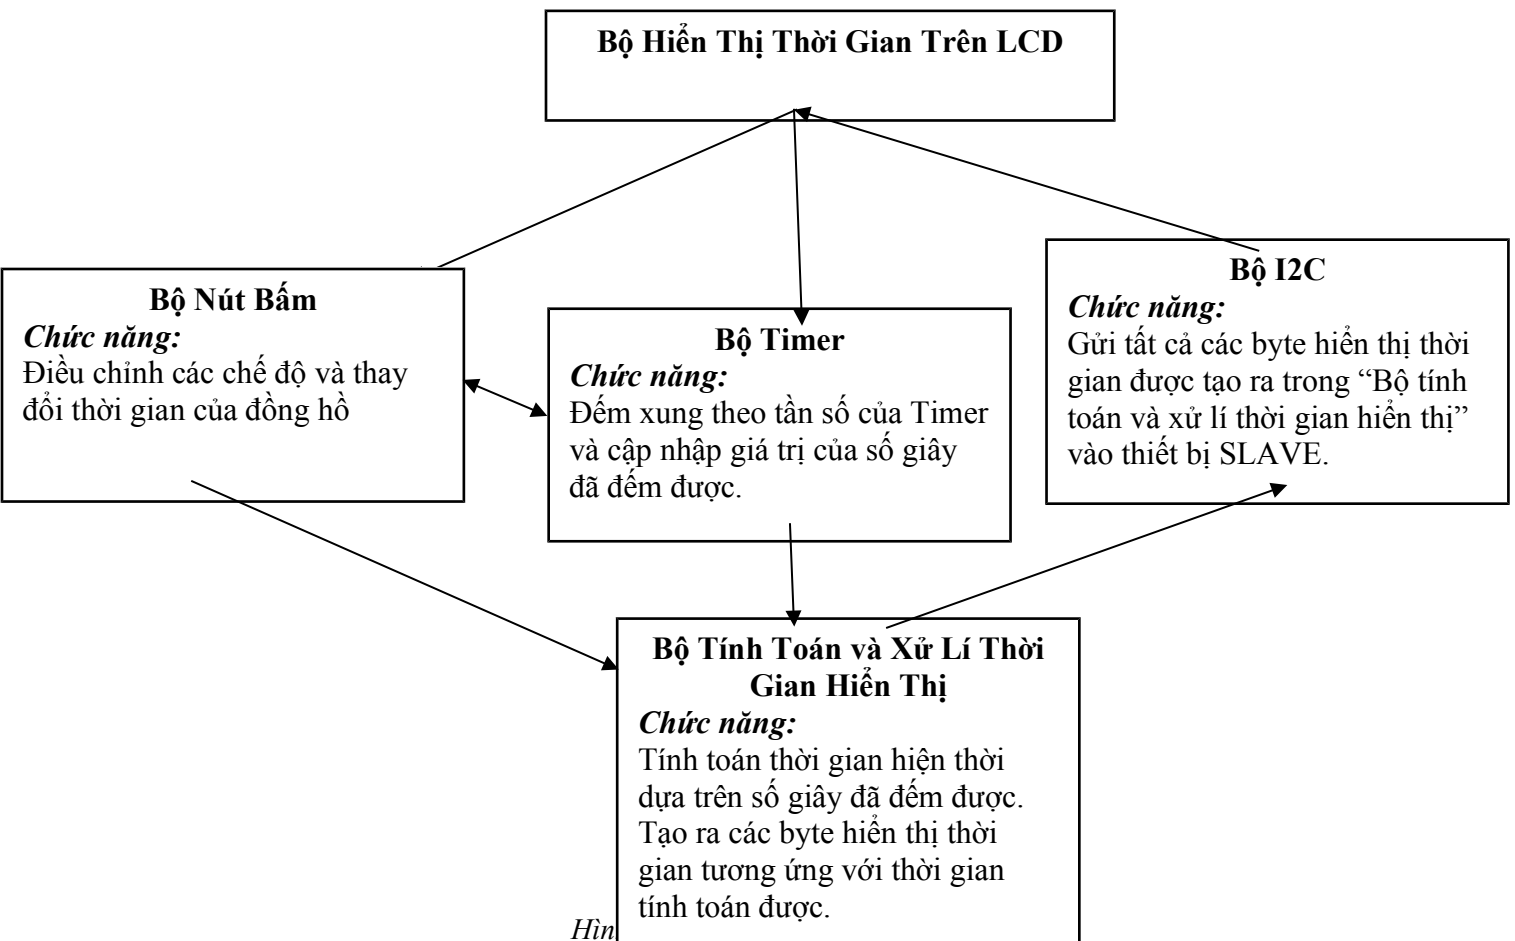 Bộ Hiển Thị Thời Gian Trên LCD
Bộ Nút Bấm
Chức năng:
Điều chỉnh các chế độ và thay
đổi thời gian của đồng hồ
Bộ Timer
Chức năng:
Đếm xung theo tần số của Timer
và cập nhập giá trị của số giây
đã đếm được.
Bộ I2C
Chức năng:
Gửi tất cả các byte hiển thị thời
gian được tạo ra trong “Bộ tính
toán và xử lí thời gian hiển thị”
vào thiết bị SLAVE.
Bộ Tính Toán và Xử Lí Thời
Gian Hiển Thị
Chức năng:
Tính toán thời gian hiện thời
dựa trên số giây đã đếm được.
Tạo ra các byte hiển thị thời
gian tương ứng với thời gian
tính toán được.